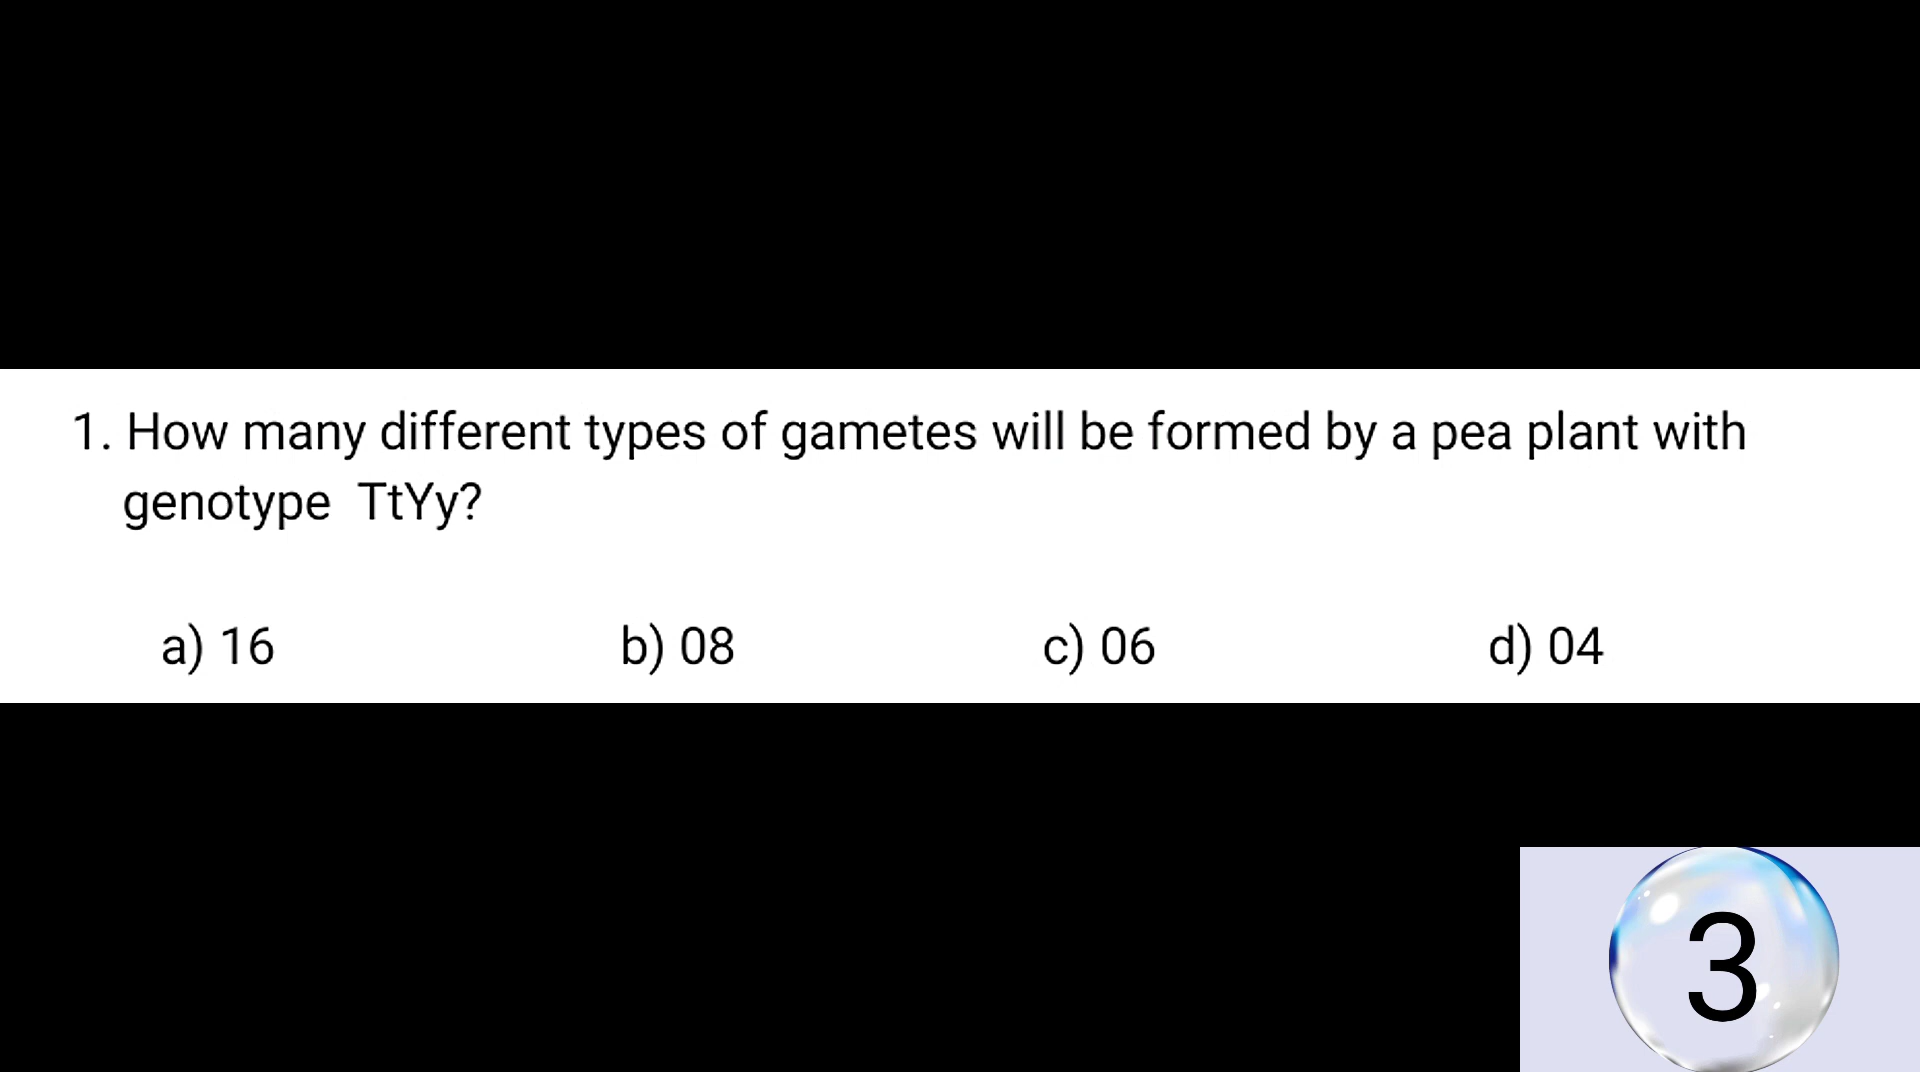 1. How many different types of gametes will be formed by a pea plant with
genotype TtYy?
a) 16 b) 08 c) 06 d) 04
3